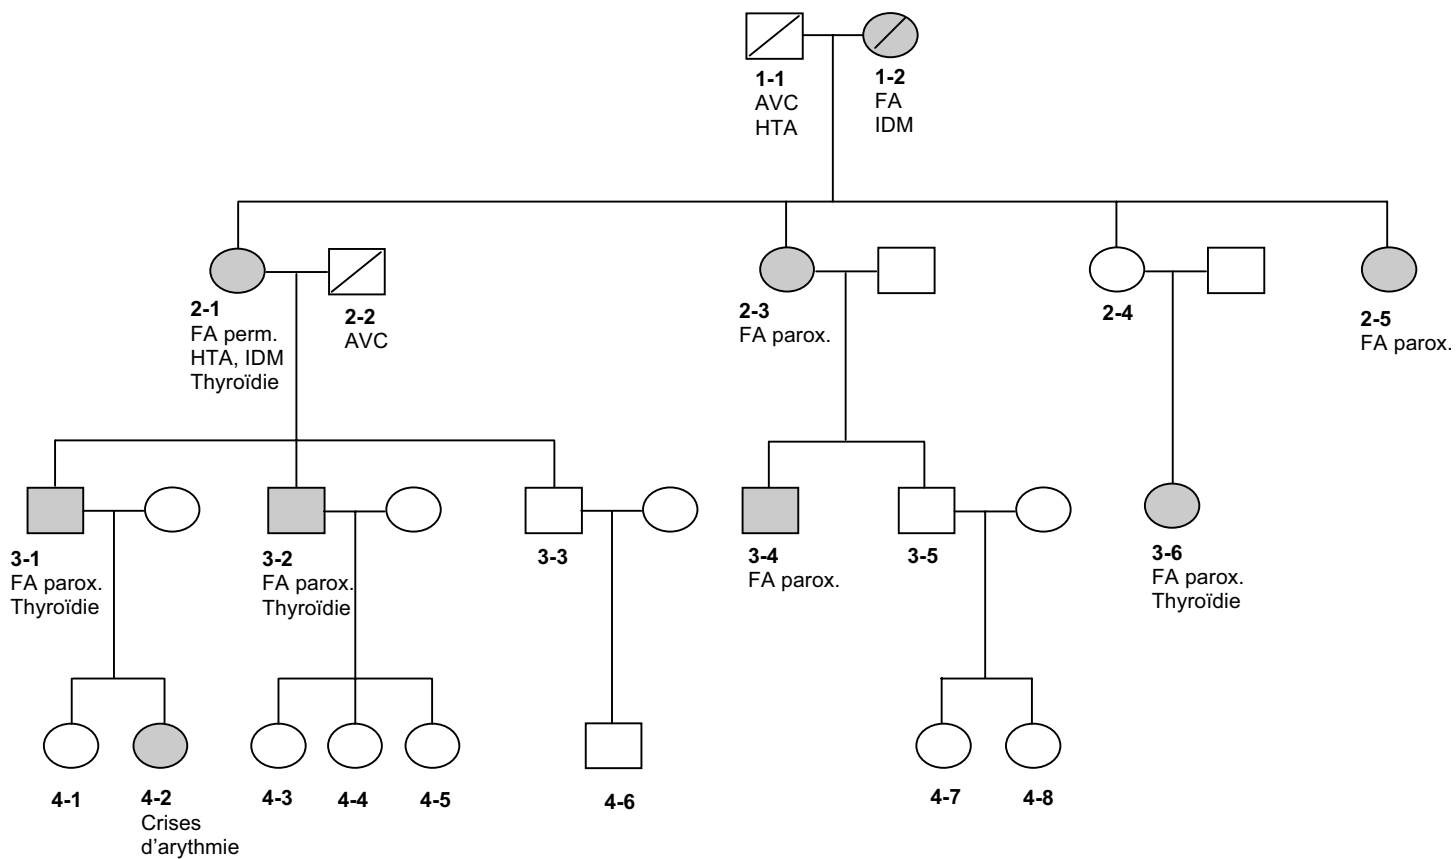 1-1
AVC
HTA
1-2
FA
IDM
2-1
FA perm.
HTA, IDM
Thyroïdie
2-2
AVC
2-3
FA parox.
2-4
2-5
FA parox.
3-1
FA parox.
Thyroïdie
3-2
FA parox.
Thyroïdie
3-3
3-4
FA parox.
3-5
3-6
FA parox.
Thyroïdie
4-1
4-2
Crises
d'arythmie
4-3
4-4
4-5
4-6
4-7
4-8